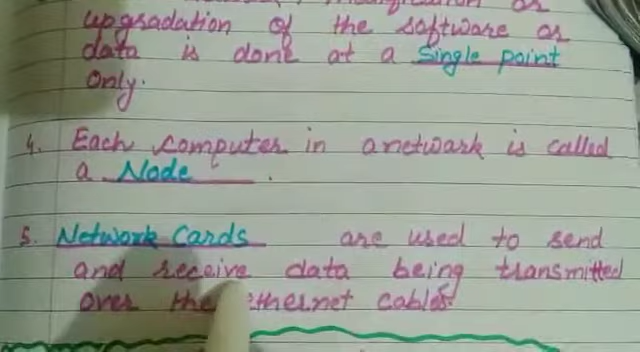 or
upgradation of the software or
data is done at a Single point
only.
4. Each computer in a network is called
a Node.
5. Network Cards are used to send
and receive data being transmitted
over the ethernet cables.